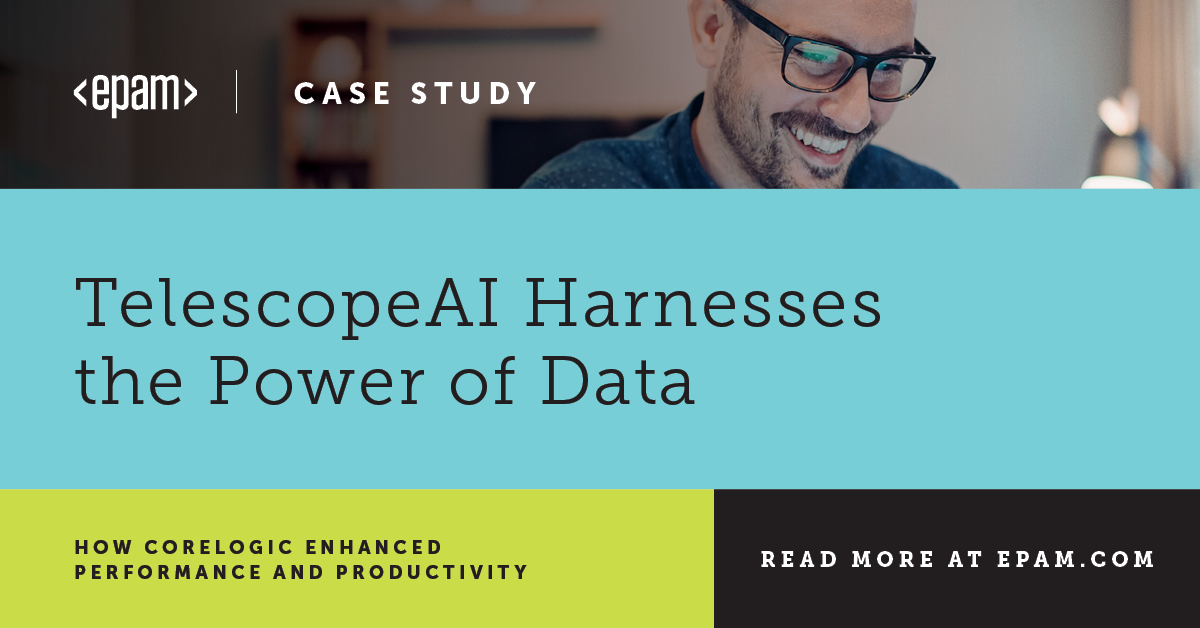 <epam>
CASE STUDY
TelescopeAI Harnesses
the Power of Data
HOW CORELOGIC ENHANCED
PERFORMANCE AND PRODUCTIVITY
READ MORE AT EPAM.COM